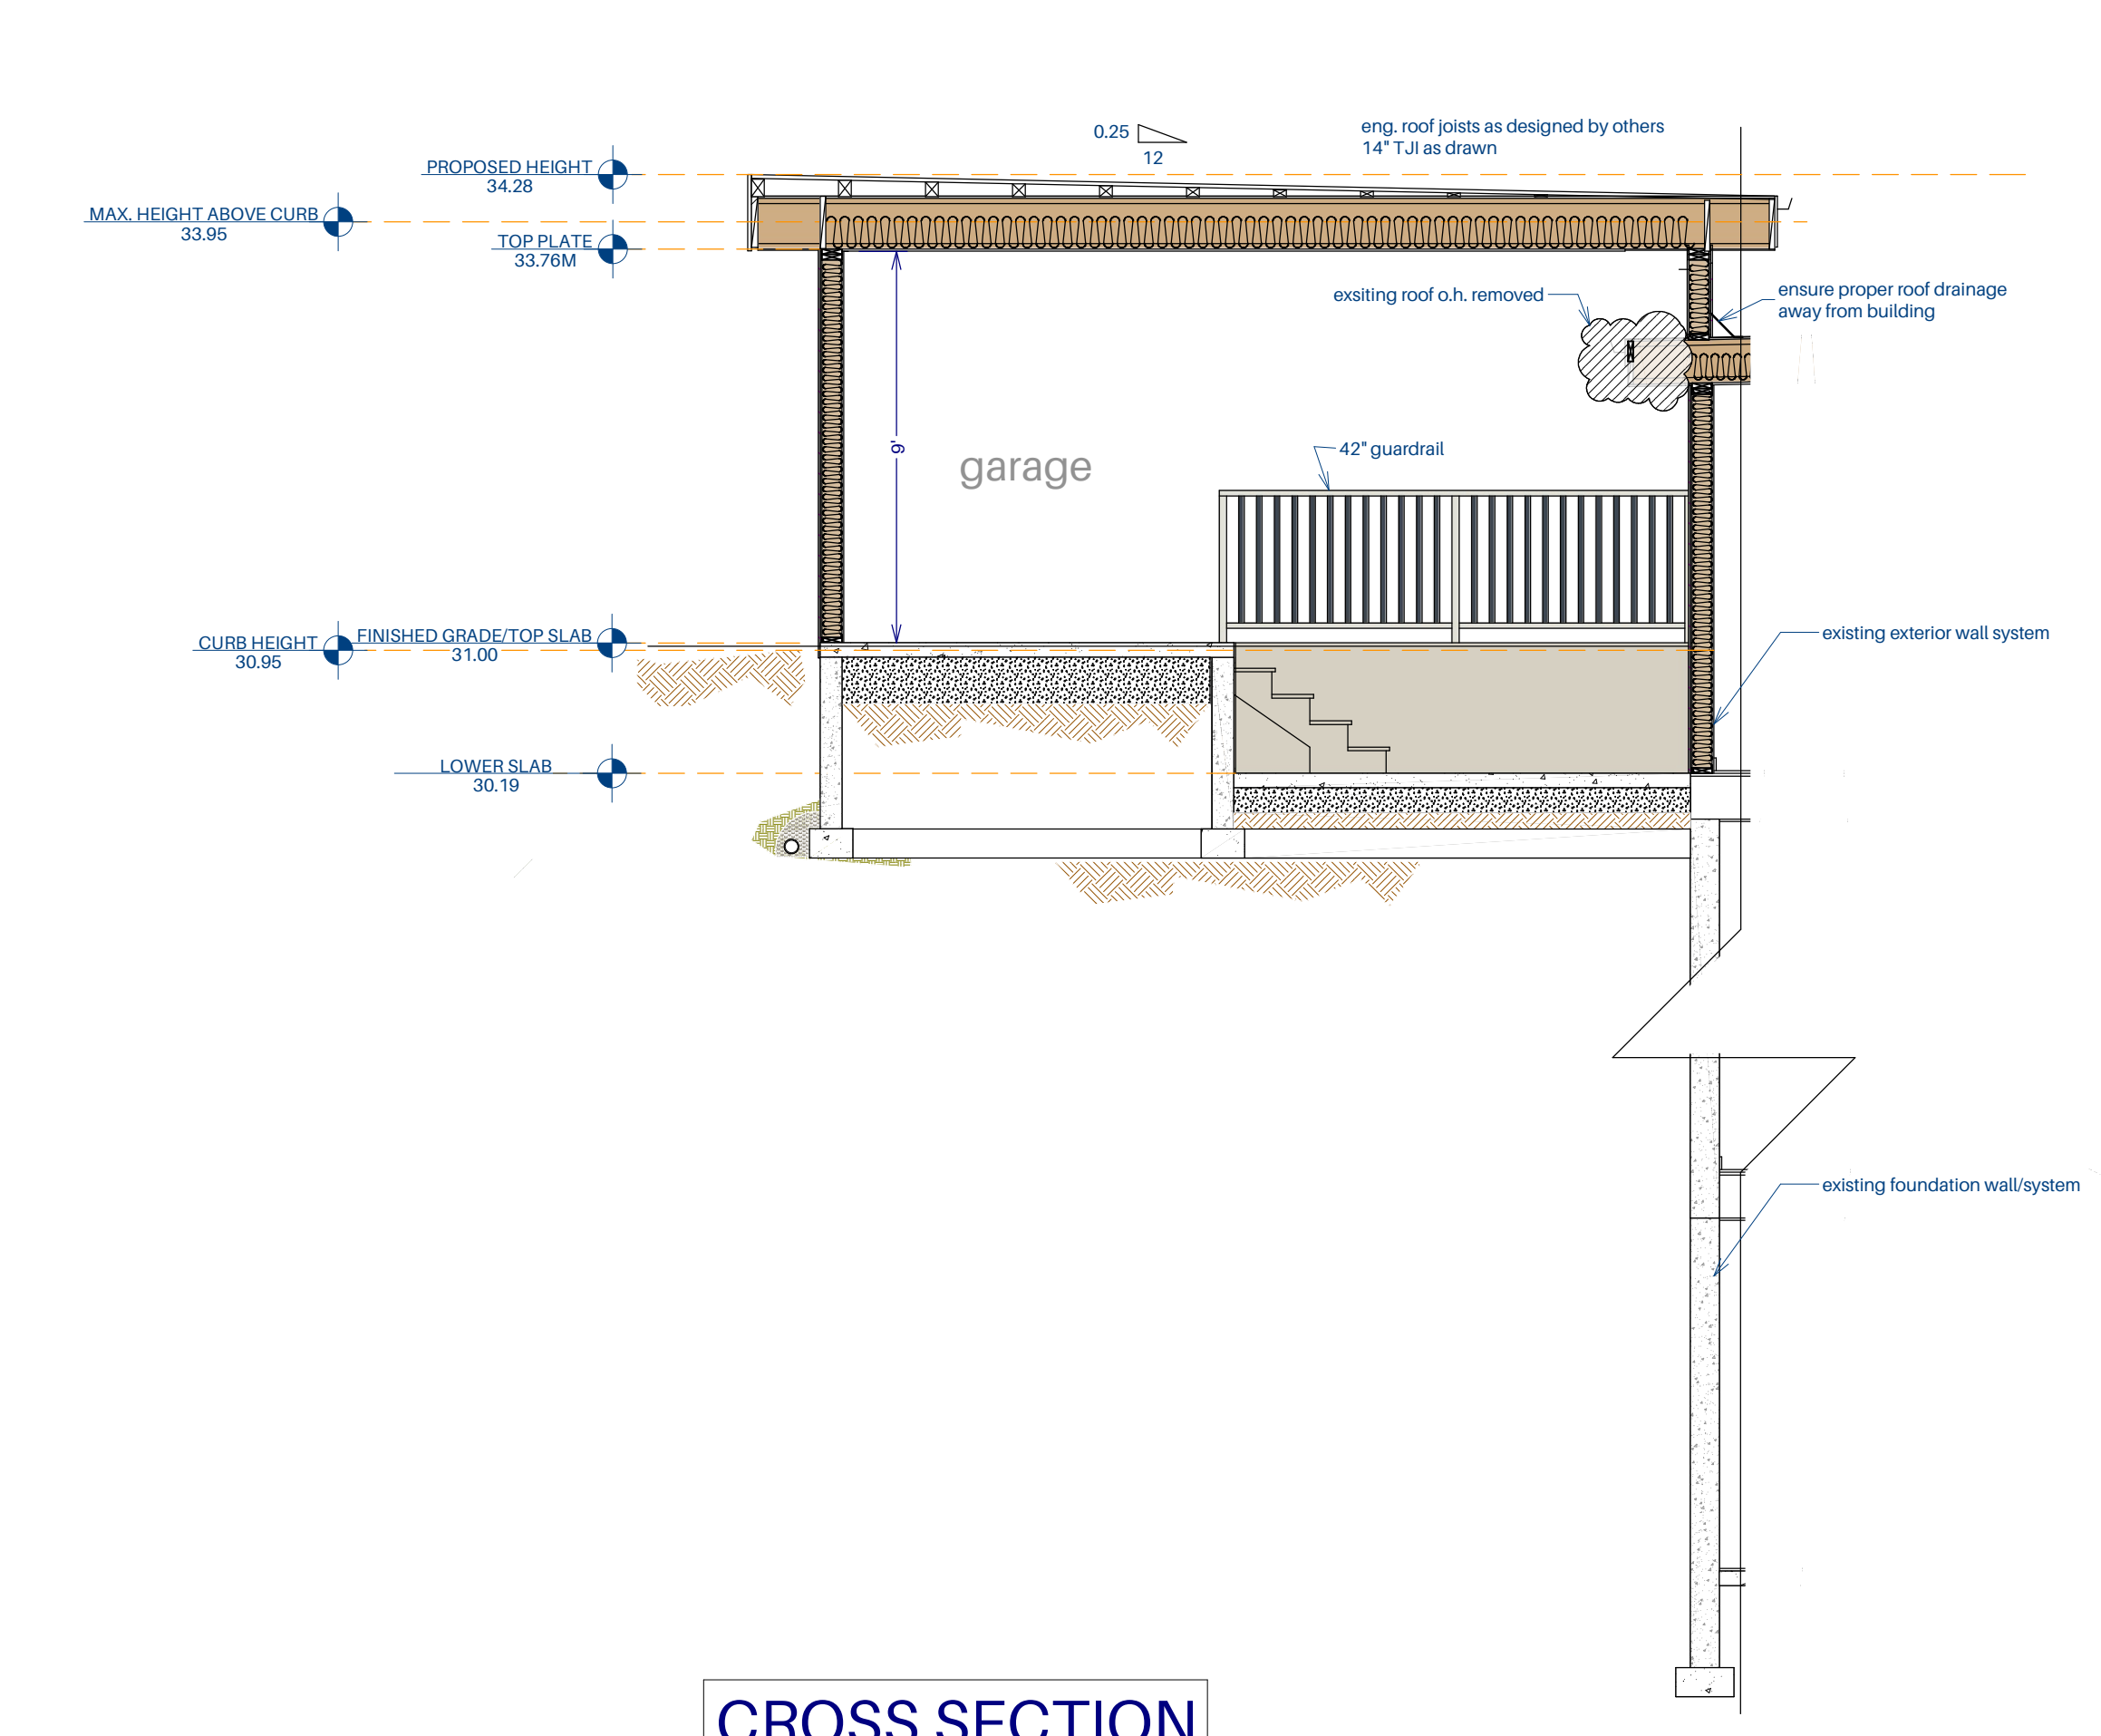 0.25
12
eng. roof joists as designed by others
14" TJI as drawn
PROPOSED HEIGHT
34.28
MAX. HEIGHT ABOVE CURB
33.95
TOP PLATE
33.76M
exsiting roof o.h. removed
ensure proper roof drainage
away from building
9'
garage
42" guardrail
CURB HEIGHT
30.95
FINISHED GRADE/TOP SLAB
31.00
existing exterior wall system
LOWER SLAB
30.19
existing foundation wall/system
CROSS SECTION